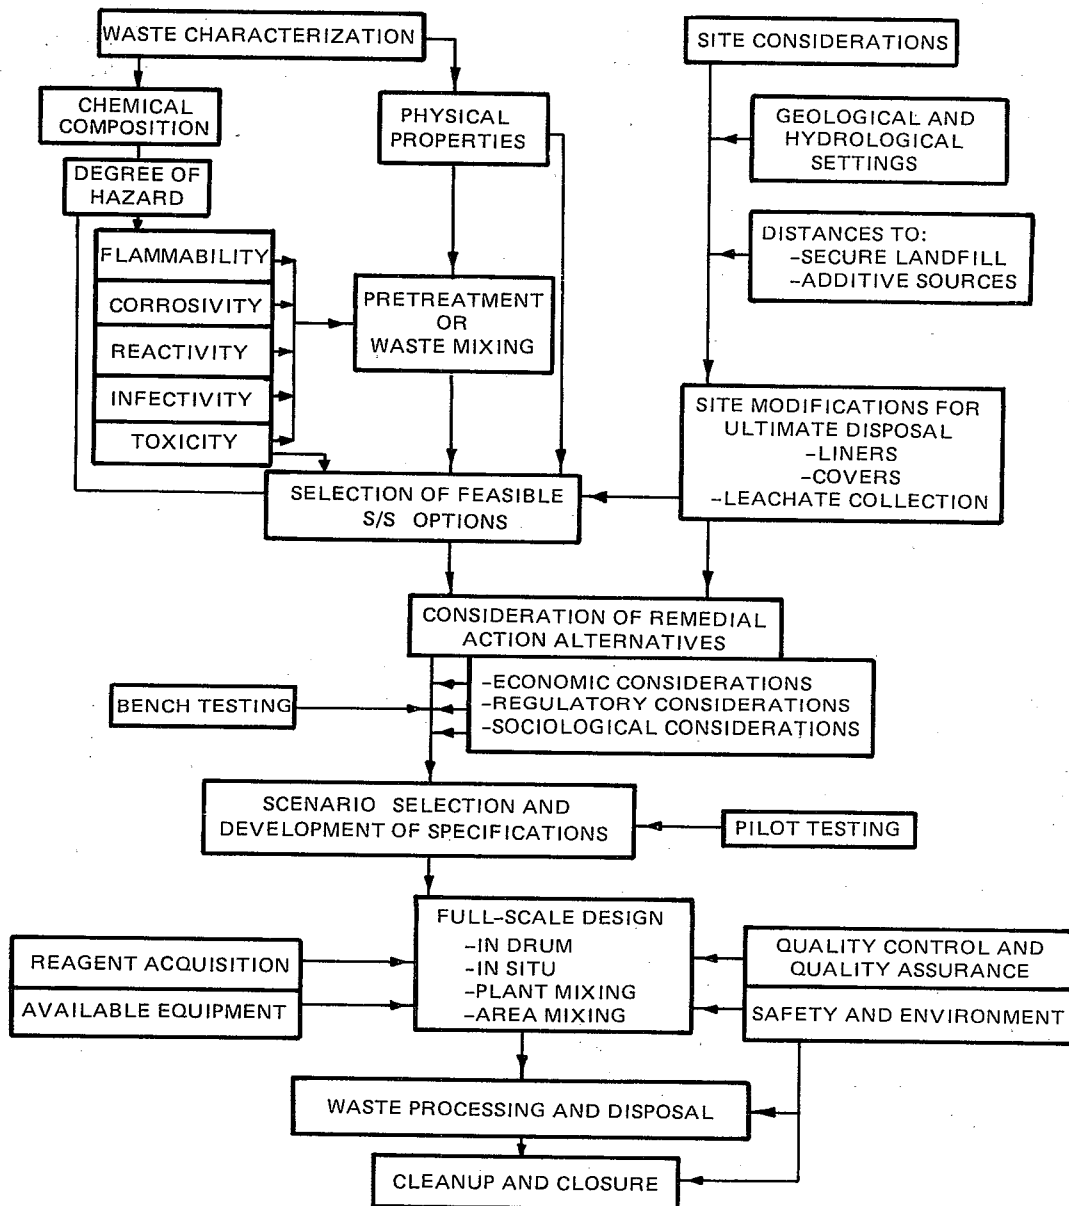 WASTE CHARACTERIZATION
SITE CONSIDERATIONS
CHEMICAL
COMPOSITION
PHYSICAL
PROPERTIES
GEOLOGICAL AND
HYDROLOGICAL
SETTINGS
DEGREE OF
HAZARD
FLAMMABILITY
CORROSIVITY
REACTIVITY
INFECTIVITY
TOXICITY
DISTANCES TO:
-SECURE LANDFILL
-ADDITIVE SOURCES
PRETREATMENT
OR
WASTE MIXING
SITE MODIFICATIONS FOR
ULTIMATE DISPOSAL
-LINERS
-COVERS
-LEACHATE COLLECTION
SELECTION OF FEASIBLE
S/S OPTIONS
CONSIDERATION OF REMEDIAL
ACTION ALTERNATIVES
-ECONOMIC CONSIDERATIONS
-REGULATORY CONSIDERATIONS
-SOCIOLOGICAL CONSIDERATIONS
BENCH TESTING
SCENARIO SELECTION AND
DEVELOPMENT OF SPECIFICATIONS
PILOT TESTING
FULL-SCALE DESIGN
-IN DRUM
-IN SITU
-PLANT MIXING
-AREA MIXING
REAGENT ACQUISITION
AVAILABLE EQUIPMENT
QUALITY CONTROL AND
QUALITY ASSURANCE
SAFETY AND ENVIRONMENT
WASTE PROCESSING AND DISPOSAL
CLEANUP AND CLOSURE